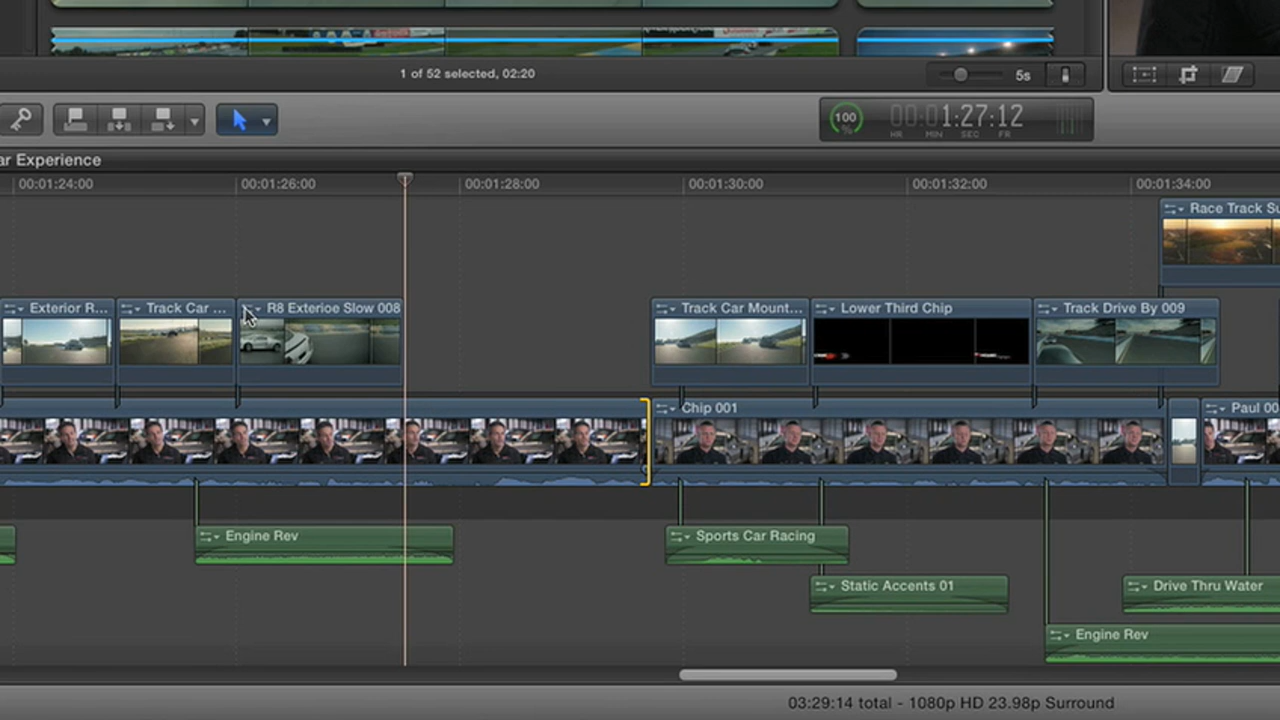 1 of 52 selected, 02:20
5s
100
%
00:00:1:27:12
HR MIN SEC FR
ar Experience
00:01:24:00
00:01:26:00
00:01:28:00
00:01:30:00
00:01:32:00
00:01:34:00
Race Track Su
Exterior R...
Track Car ...
R8 Exterioe Slow 008
Track Car Mount...
Lower Third Chip
Track Drive By 009
Chip 001
Paul 00
Engine Rev
Sports Car Racing
Static Accents 01
Drive Thru Water
Engine Rev
03:29:14 total - 1080p HD 23.98p Surround